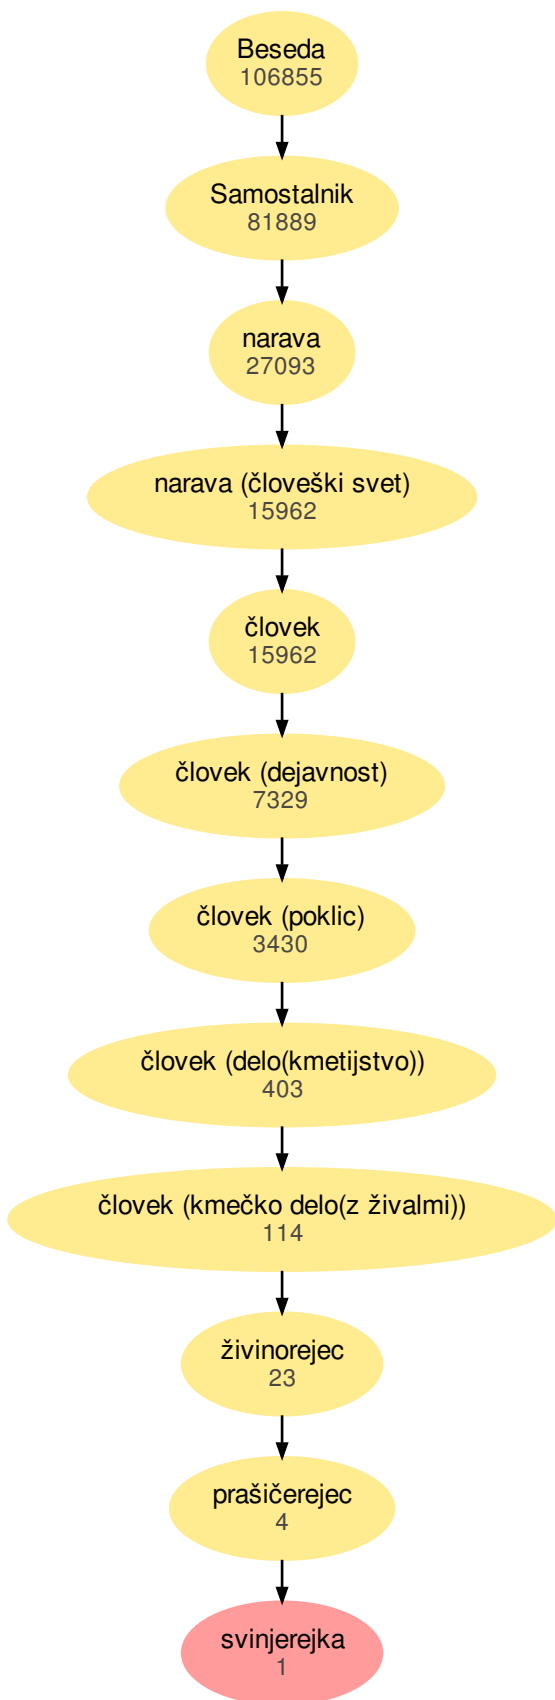 Beseda
106855
Samostalnik
81889
narava
27093
narava (človeški svet)
15962
človek
15962
človek (dejavnost)
7329
človek (poklic)
3430
človek (delo(kmetijstvo))
403
človek (kmečko delo(z živalmi))
114
živinorejec
23
prašičerejec
4
svinjerejka
1